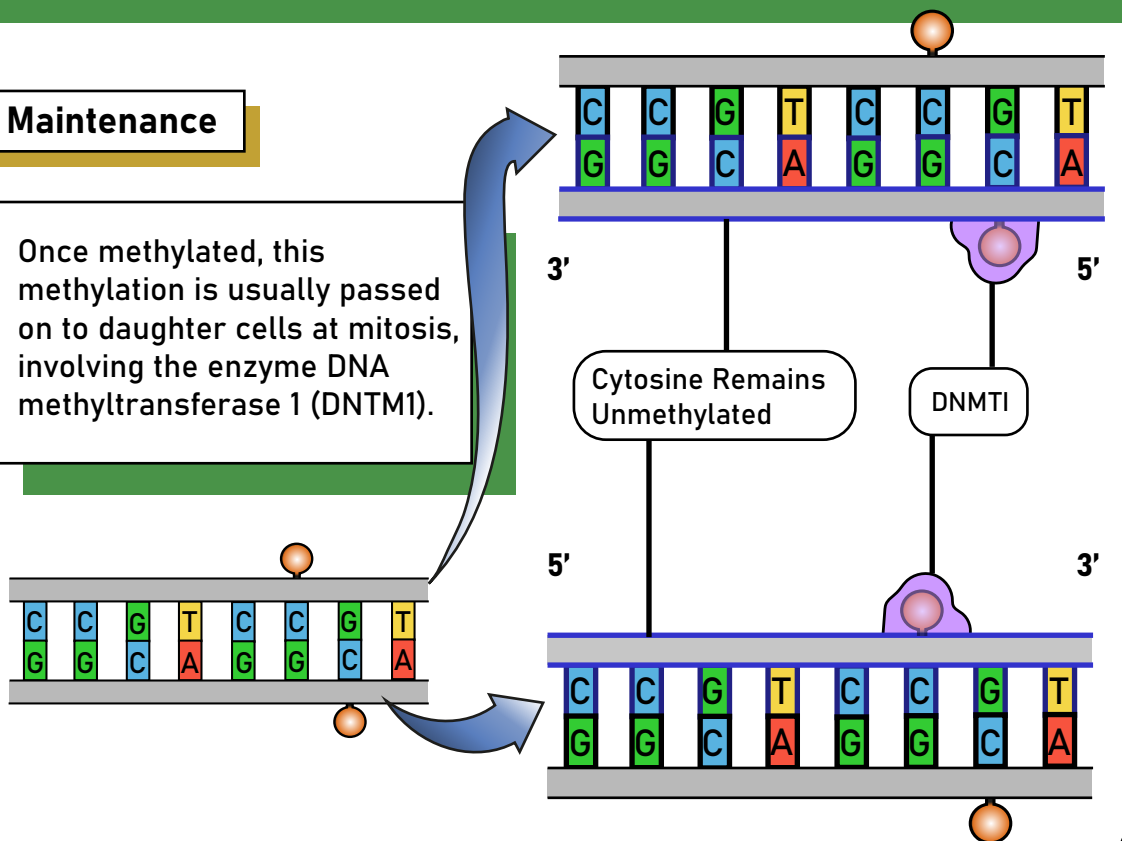 Maintenance
Once methylated, this
methylation is usually passed
on to daughter cells at mitosis,
involving the enzyme DNA
methyltransferase 1 (DNTM1).
C C G T C C G T
G G C A G G C A
3’ 5’
Cytosine Remains
Unmethylated
DNMTI
5’ 3’
C C G T C C G T
G G C A G G C A
C C G T C C G T
G G C A G G C A